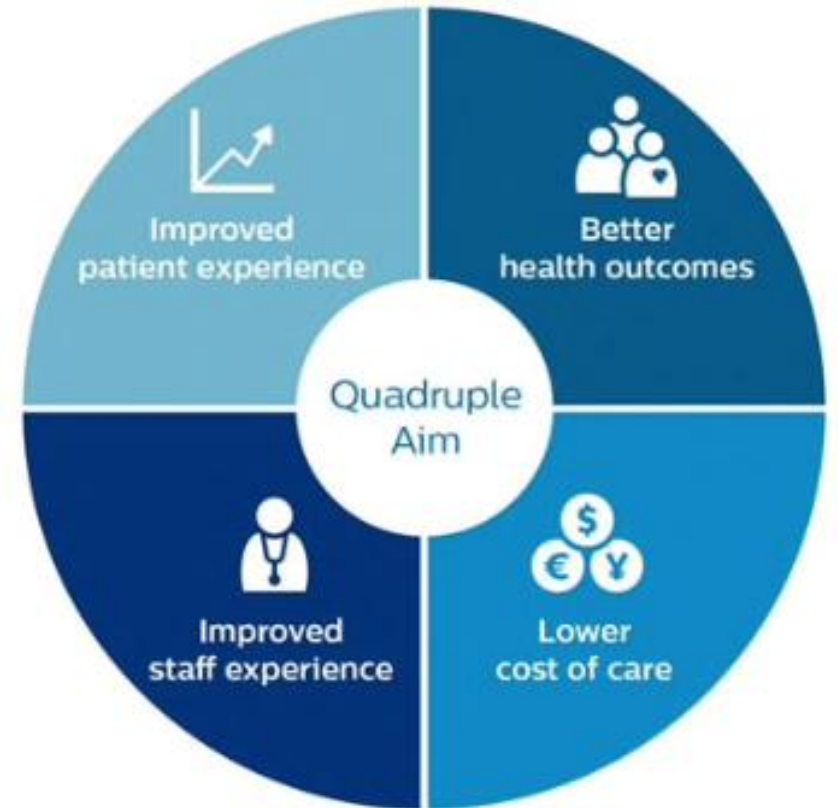 Improved
patient experience
Better
health outcomes
Quadruple
Aim
Improved
staff experience
$
€ ¥
Lower
cost of care